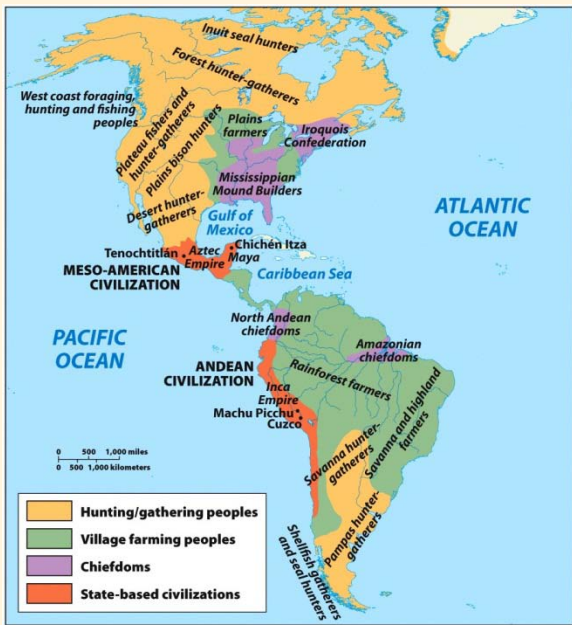 Inuit seal hunters
Forest hunter-gatherers
West coast foraging,
hunting and fishing
peoples
Plateau fishers and
hunter-gatherers
Plains bison hunters
Plains
farmers
Iroquois
Confederation
Mississippian
Mound Builders
Desert hunter-
gatherers
Gulf of
Mexico
ATLANTIC
OCEAN
Tenochtitlán
Aztec
Empire
Chichén Itza
Maya
MESO-AMERICAN
CIVILIZATION
Caribbean Sea
PACIFIC
OCEAN
North Andean
chiefdoms
Amazonian
chiefdoms
ANDEAN
CIVILIZATION
Rainforest farmers
Inca
Empire
Machu Picchu
Cuzco
Savanna and highland
farmers
Savanna hunter-
gatherers
Pampas hunter-
gatherers
Shellfish gatherers
and seal hunters
0 500 1,000 miles
0 500 1,000 kilometers
Hunting/gathering peoples
Village farming peoples
Chiefdoms
State-based civilizations